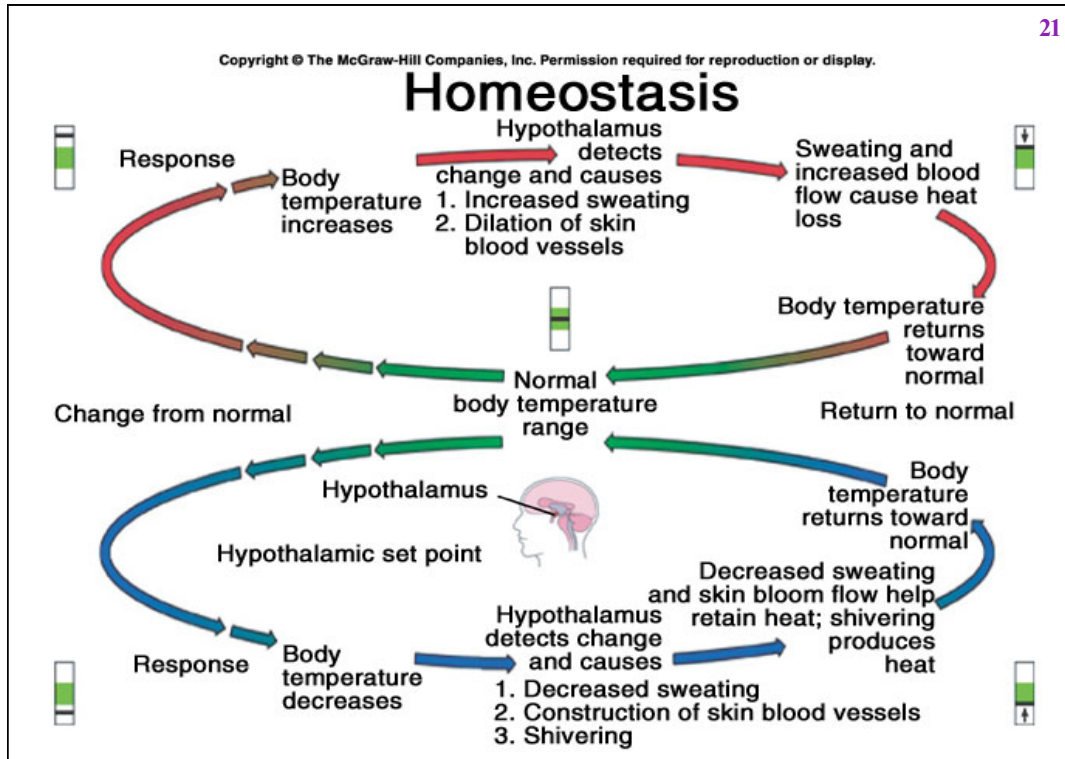 21
Copyright © The McGraw-Hill Companies, Inc. Permission required for reproduction or display.
Homeostasis
Response
Body
temperature
increases
Hypothalamus
detects
change and causes
1. Increased sweating
2. Dilation of skin
blood vessels
Sweating and
increased blood
flow cause heat
loss
Body temperature
returns
toward
normal
Normal
body temperature
range
Change from normal
Return to normal
Hypothalamus
Hypothalamic set point
Body
temperature
returns toward
normal
Response
Body
temperature
decreases
Hypothalamus
detects change
and causes
1. Decreased sweating
2. Construction of skin blood vessels
3. Shivering
Decreased sweating
and skin bloom flow help
retain heat; shivering
produces
heat